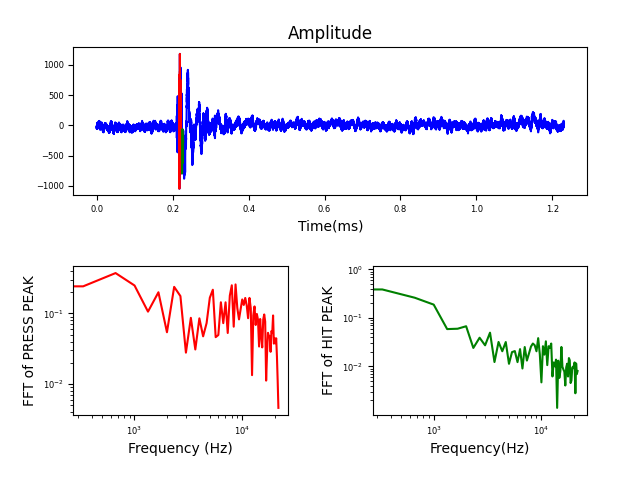 Amplitude
1000
500
0
−500
−1000
0.0 0.2 0.4 0.6 0.8 1.0 1.2
Time(ms)
FFT of PRESS PEAK
10⁻¹
10⁻²
10³ 10⁴
Frequency (Hz)
FFT of HIT PEAK
10⁰
10⁻¹
10⁻²
10³ 10⁴
Frequency(Hz)